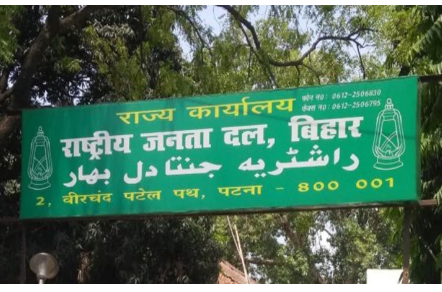 राज्य कार्यालय
फोन नं०: 0612-2506830
फैक्स नं०: 0612-2506795
राष्ट्रीय जनता दल, बिहार
راشٹریہ جنتا دل بھار
2, वीरचंद पटेल पथ, पटना - 800 001